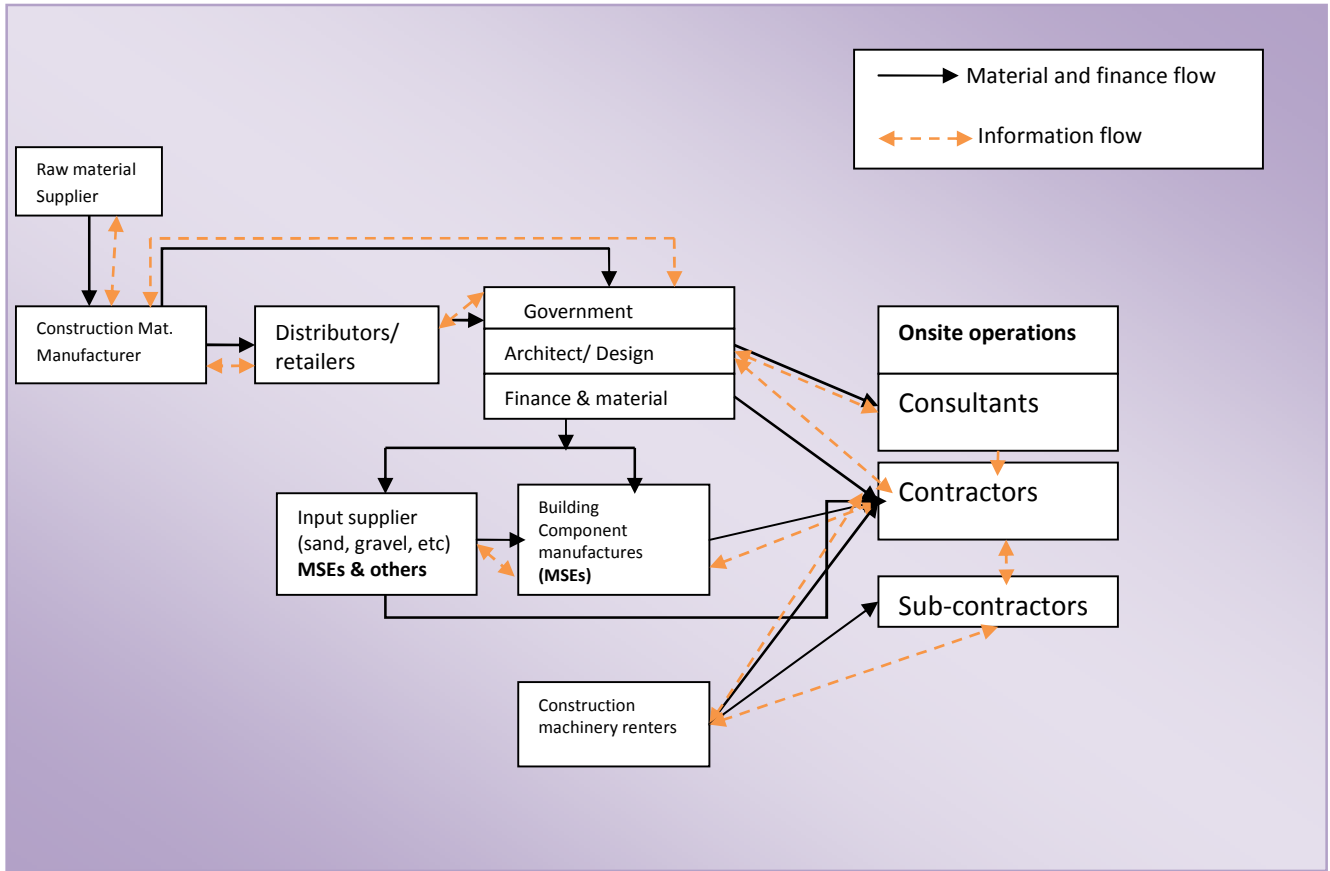 Material and finance flow
Information flow
Raw material
Supplier
Construction Mat.
Manufacturer
Distributors/
retailers
Government
Architect/ Design
Finance & material
Onsite operations
Consultants
Contractors
Sub-contractors
Input supplier
(sand, gravel, etc)
MSEs & others
Building
Component
manufactures
(MSEs)
Construction
machinery renters